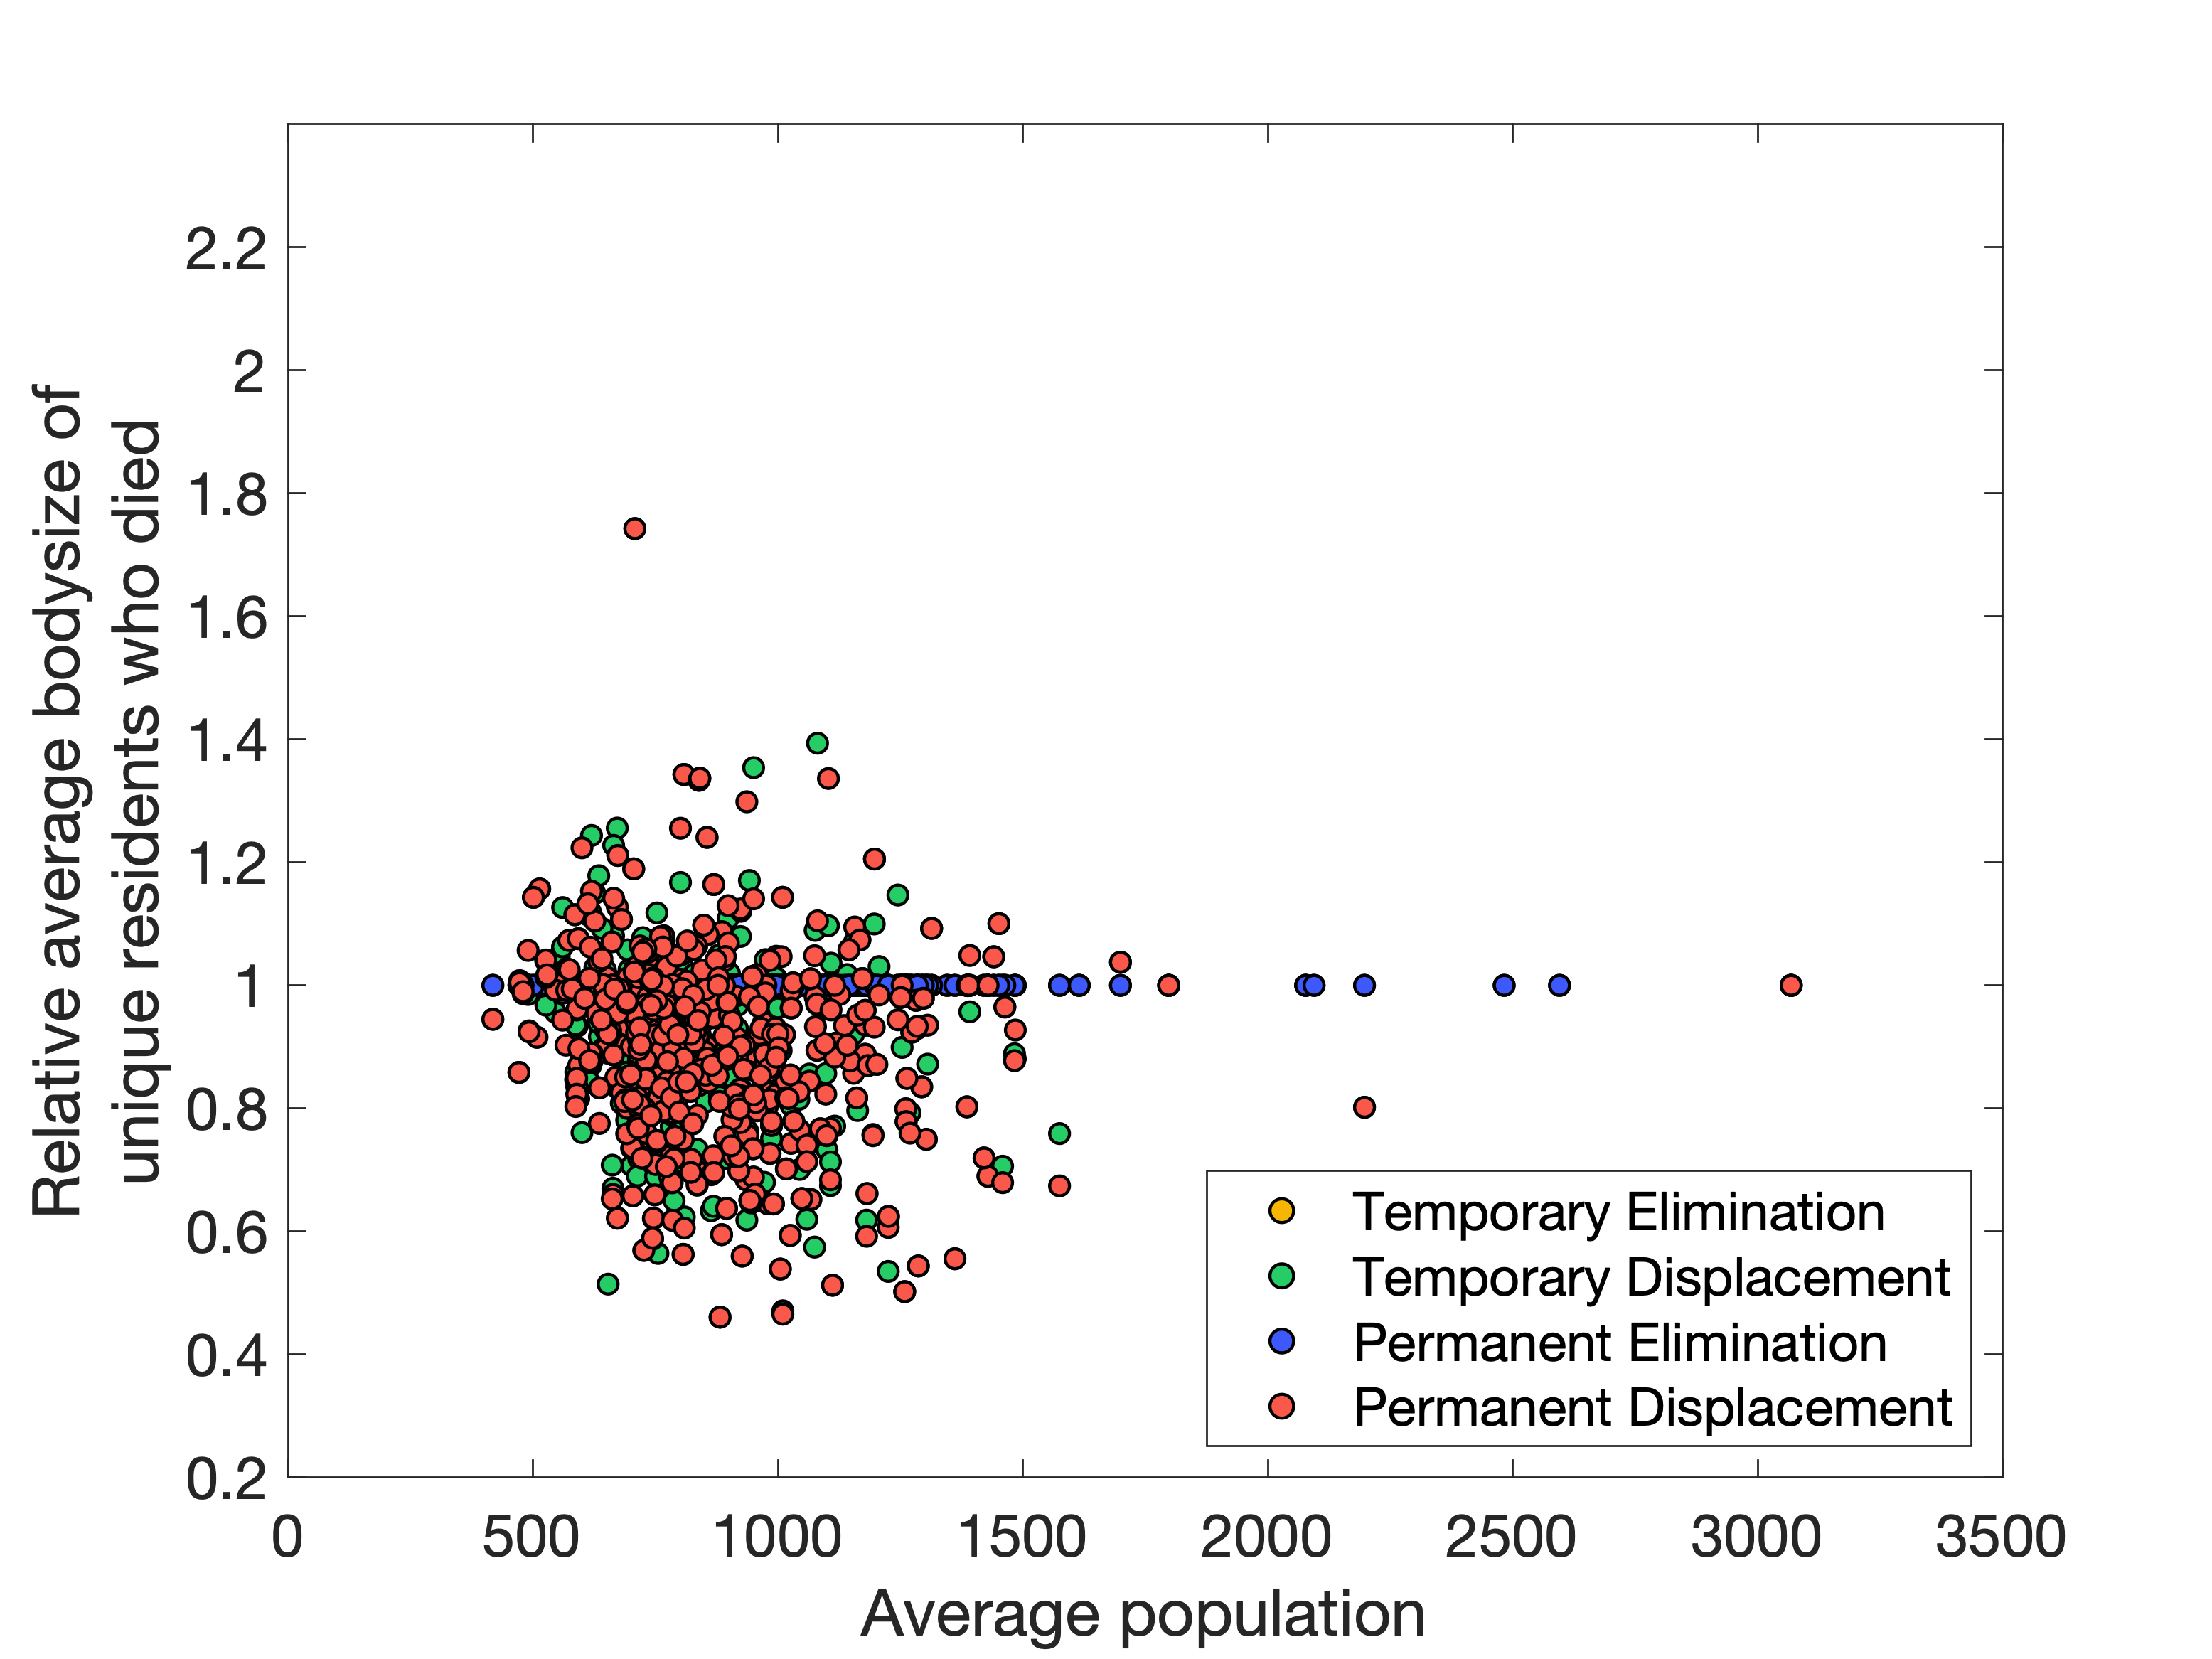 Relative average bodysize of
unique residents who died
2.2
2
1.8
1.6
1.4
1.2
1
0.8
0.6
0.4
0.2
Temporary Elimination
Temporary Displacement
Permanent Elimination
Permanent Displacement
0 500 1000 1500 2000 2500 3000 3500
Average population